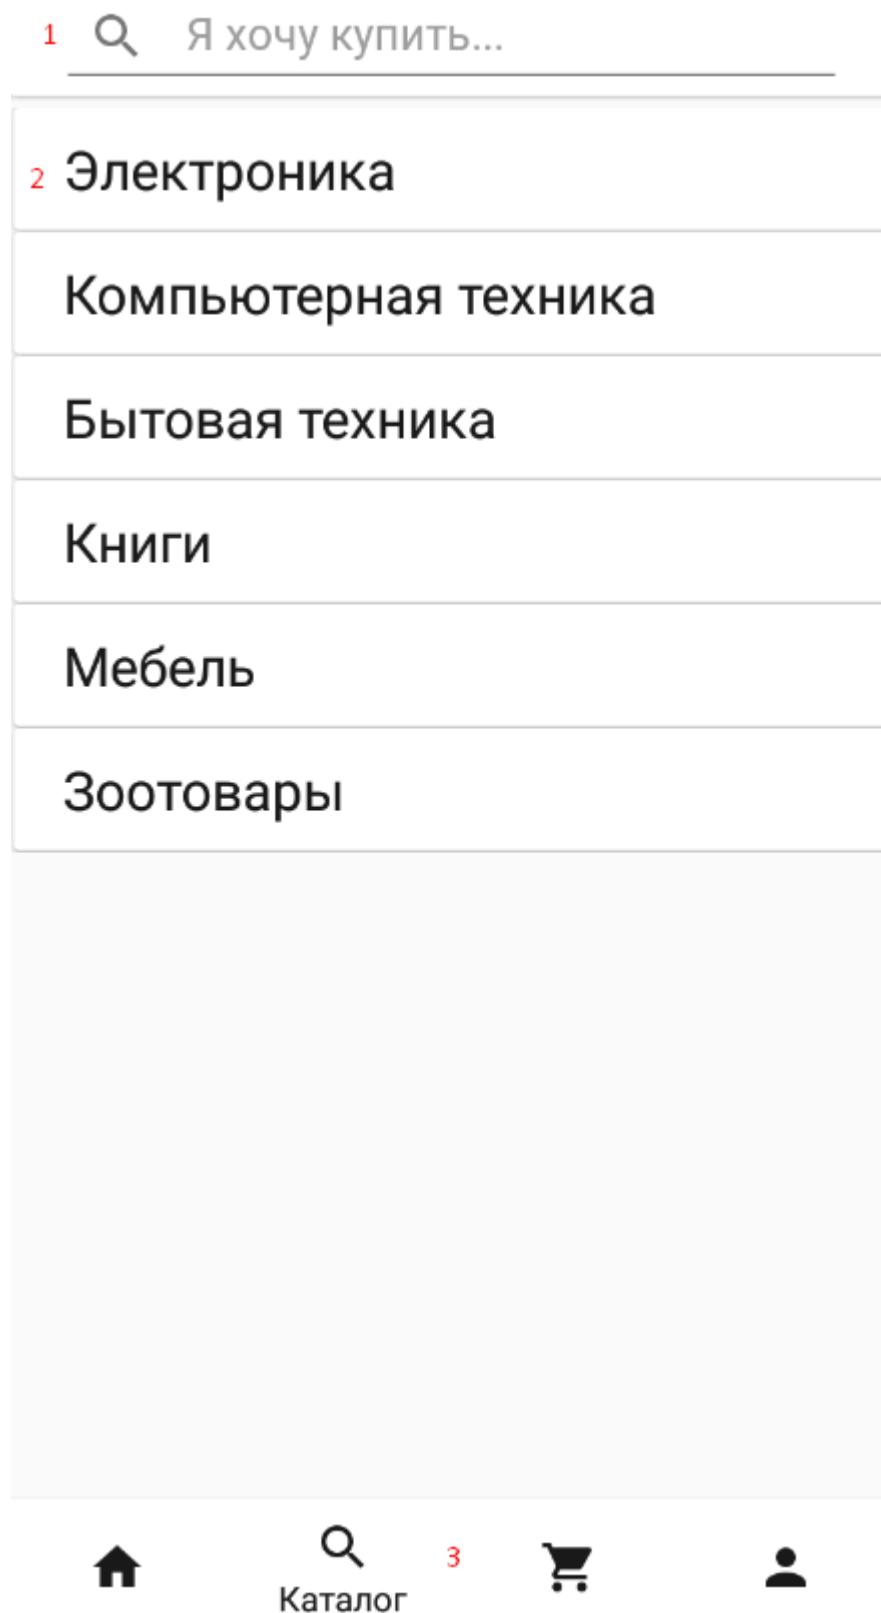 1 Я хочу купить...
2 Электроника
Компьютерная техника
Бытовая техника
Книги
Мебель
Зоотовары
3
Каталог